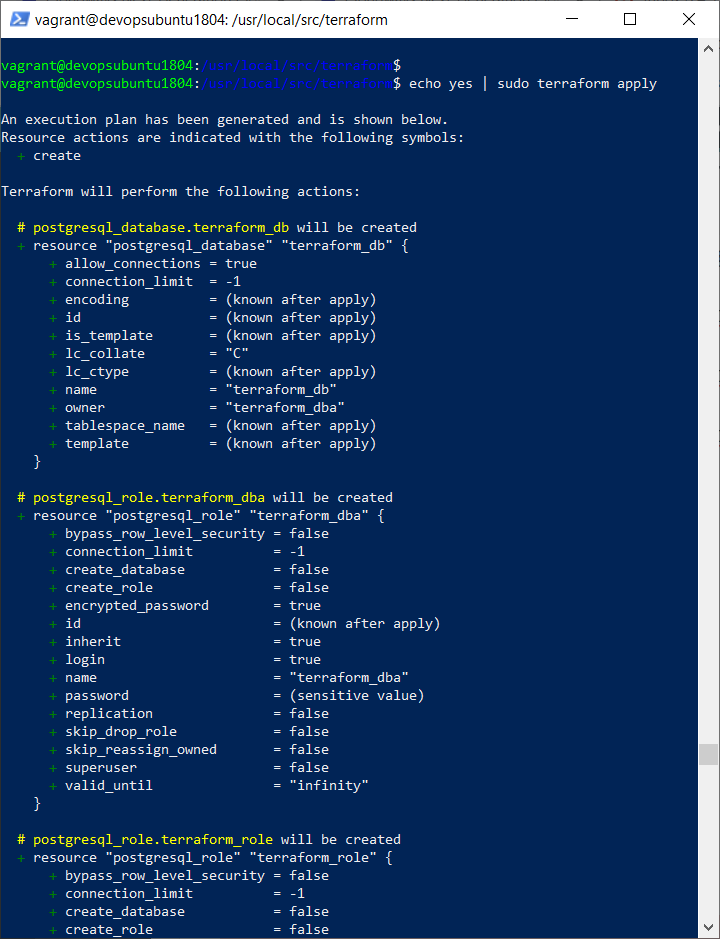 vagrant@devopsubuntu1804: /usr/local/src/terraform
vagrant@devopsubuntu1804:/usr/local/src/terraform$
vagrant@devopsubuntu1804:/usr/local/src/terraform$ echo yes | sudo terraform apply
An execution plan has been generated and is shown below.
Resource actions are indicated with the following symbols:
  + create
Terraform will perform the following actions:
  # postgresql_database.terraform_db will be created
  + resource "postgresql_database" "terraform_db" {
      + allow_connections = true
      + connection_limit  = -1
      + encoding          = (known after apply)
      + id                = (known after apply)
      + is_template       = (known after apply)
      + lc_collate        = "C"
      + lc_ctype          = (known after apply)
      + name              = "terraform_db"
      + owner             = "terraform_dba"
      + tablespace_name   = (known after apply)
      + template          = (known after apply)
    }
  # postgresql_role.terraform_dba will be created
  + resource "postgresql_role" "terraform_dba" {
      + bypass_row_level_security = false
      + connection_limit          = -1
      + create_database           = false
      + create_role               = false
      + encrypted_password        = true
      + id                        = (known after apply)
      + inherit                   = true
      + login                     = true
      + name                      = "terraform_dba"
      + password                  = (sensitive value)
      + replication               = false
      + skip_drop_role            = false
      + skip_reassign_owned       = false
      + superuser                 = false
      + valid_until               = "infinity"
    }
  # postgresql_role.terraform_role will be created
  + resource "postgresql_role" "terraform_role" {
      + bypass_row_level_security = false
      + connection_limit          = -1
      + create_database           = false
      + create_role               = false